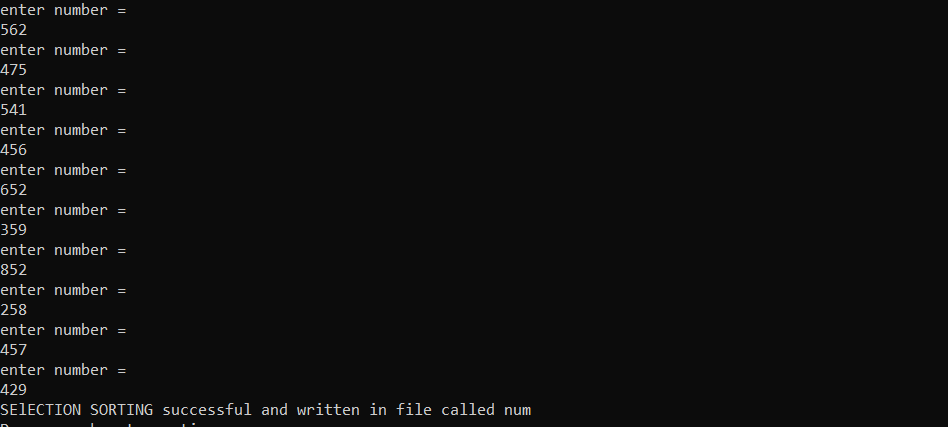 enter number =
562
enter number =
475
enter number =
541
enter number =
456
enter number =
652
enter number =
359
enter number =
852
enter number =
258
enter number =
457
enter number =
429
SElECTION SORTING successful and written in file called num